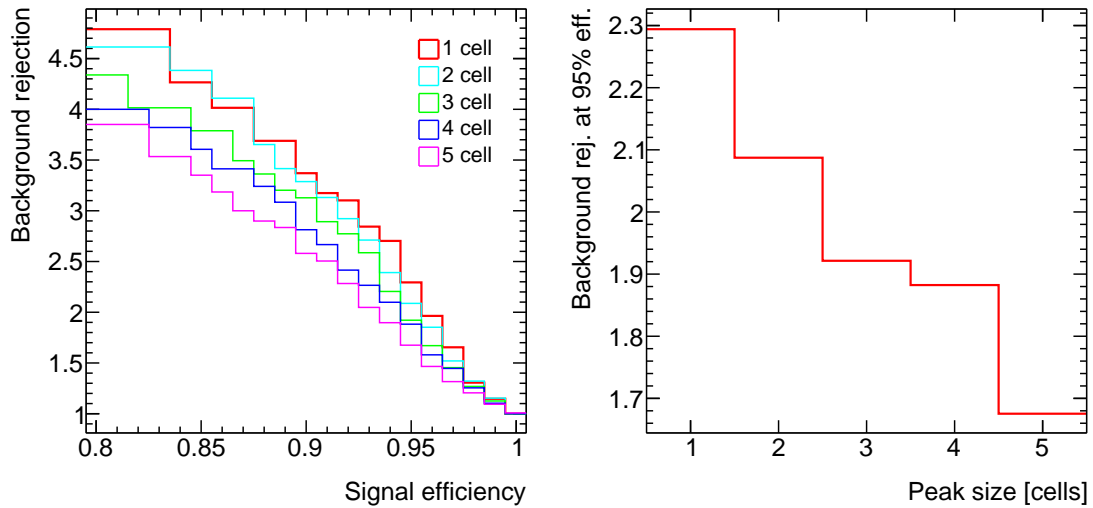 Background rejection
4.5
4
3.5
3
2.5
2
1.5
1
0.8 0.85 0.9 0.95 1
Signal efficiency
1 cell
2 cell
3 cell
4 cell
5 cell
Background rej. at 95% eff.
2.3
2.2
2.1
2
1.9
1.8
1.7
1 2 3 4 5
Peak size [cells]